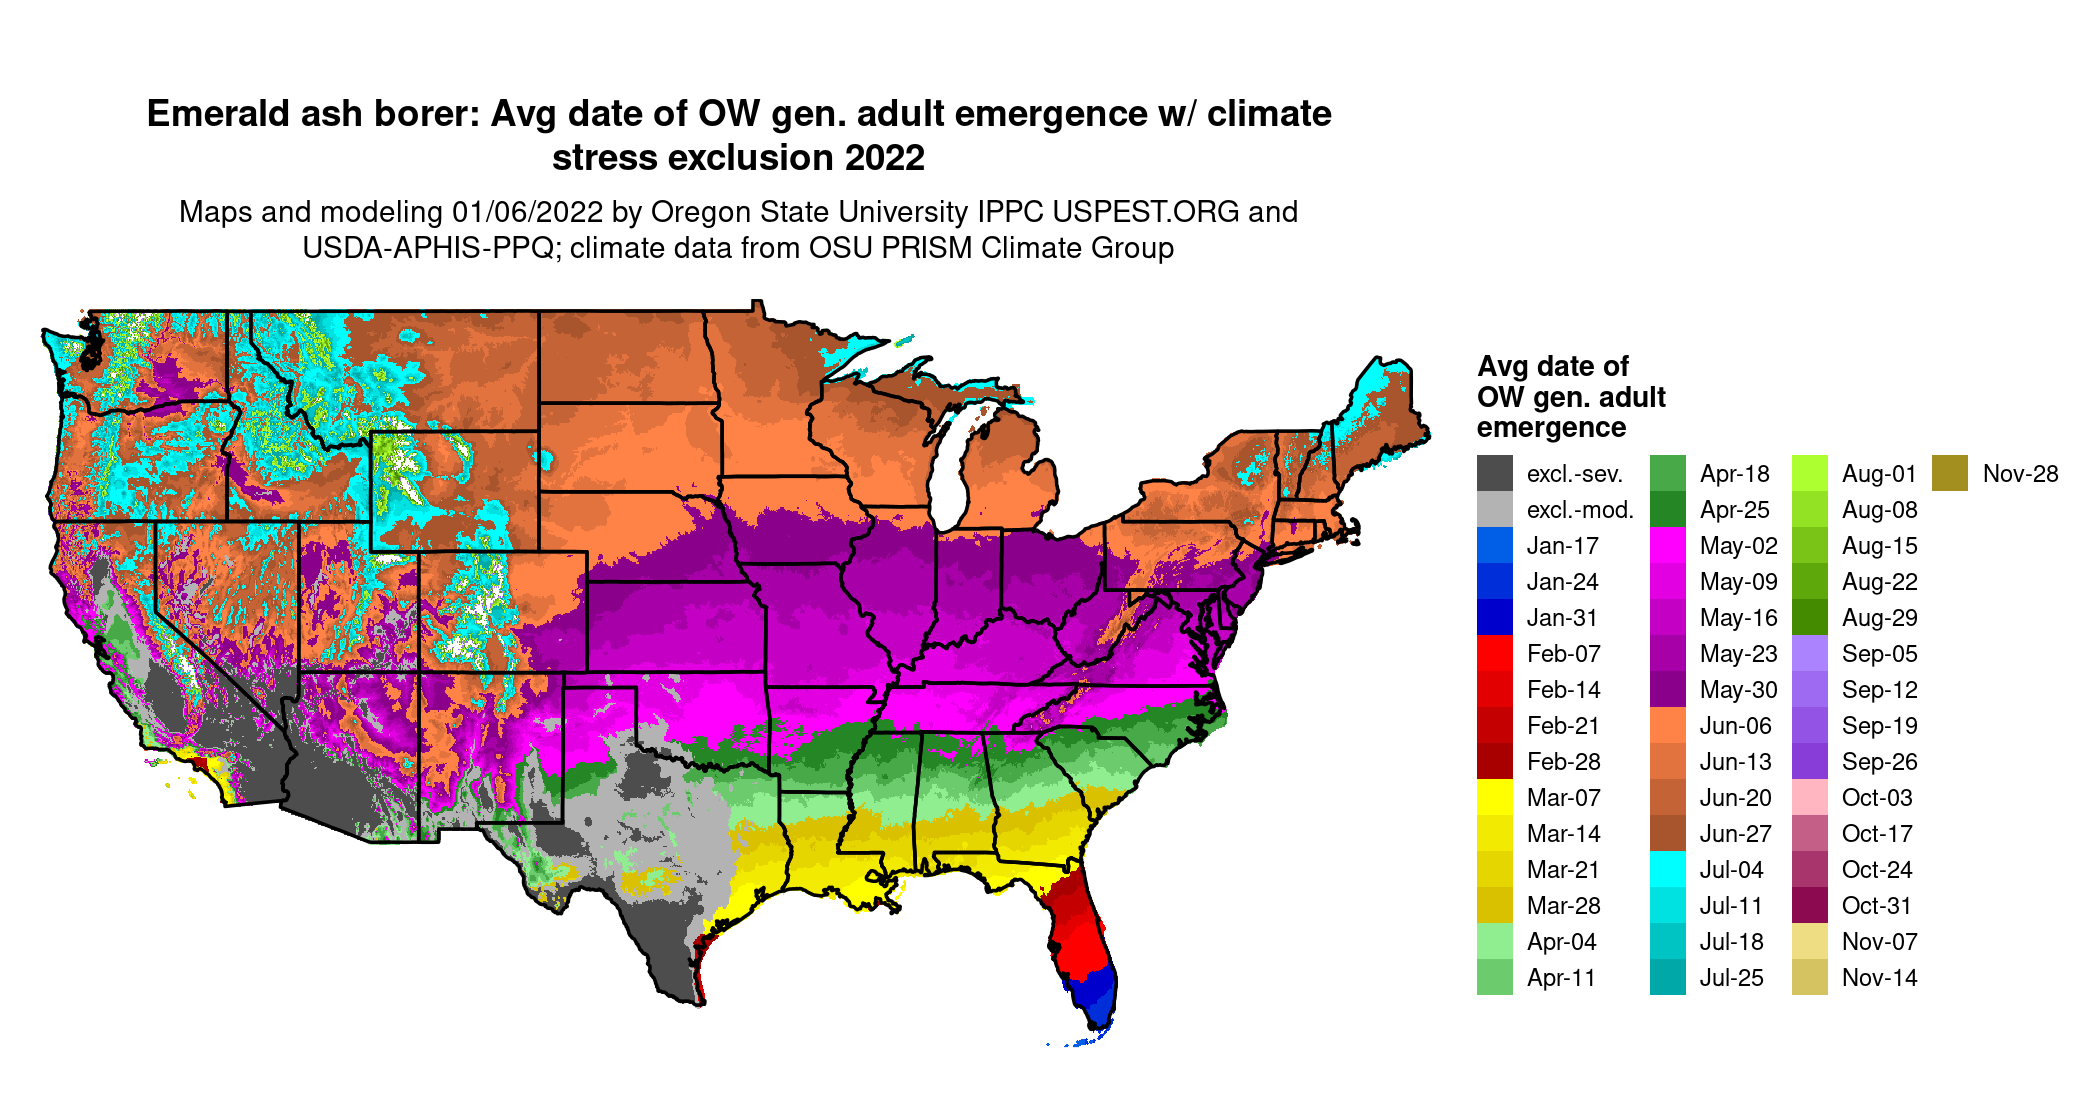 Emerald ash borer: Avg date of OW gen. adult emergence w/ climate
stress exclusion 2022
Maps and modeling 01/06/2022 by Oregon State University IPPC USPEST.ORG and
USDA-APHIS-PPQ; climate data from OSU PRISM Climate Group
Avg date of
OW gen. adult
emergence
excl.-sev.
excl.-mod.
Jan-17
Jan-24
Jan-31
Feb-07
Feb-14
Feb-21
Feb-28
Mar-07
Mar-14
Mar-21
Mar-28
Apr-04
Apr-11
Apr-18
Apr-25
May-02
May-09
May-16
May-23
May-30
Jun-06
Jun-13
Jun-20
Jun-27
Jul-04
Jul-11
Jul-18
Jul-25
Aug-01
Aug-08
Aug-15
Aug-22
Aug-29
Sep-05
Sep-12
Sep-19
Sep-26
Oct-03
Oct-17
Oct-24
Oct-31
Nov-07
Nov-14
Nov-28